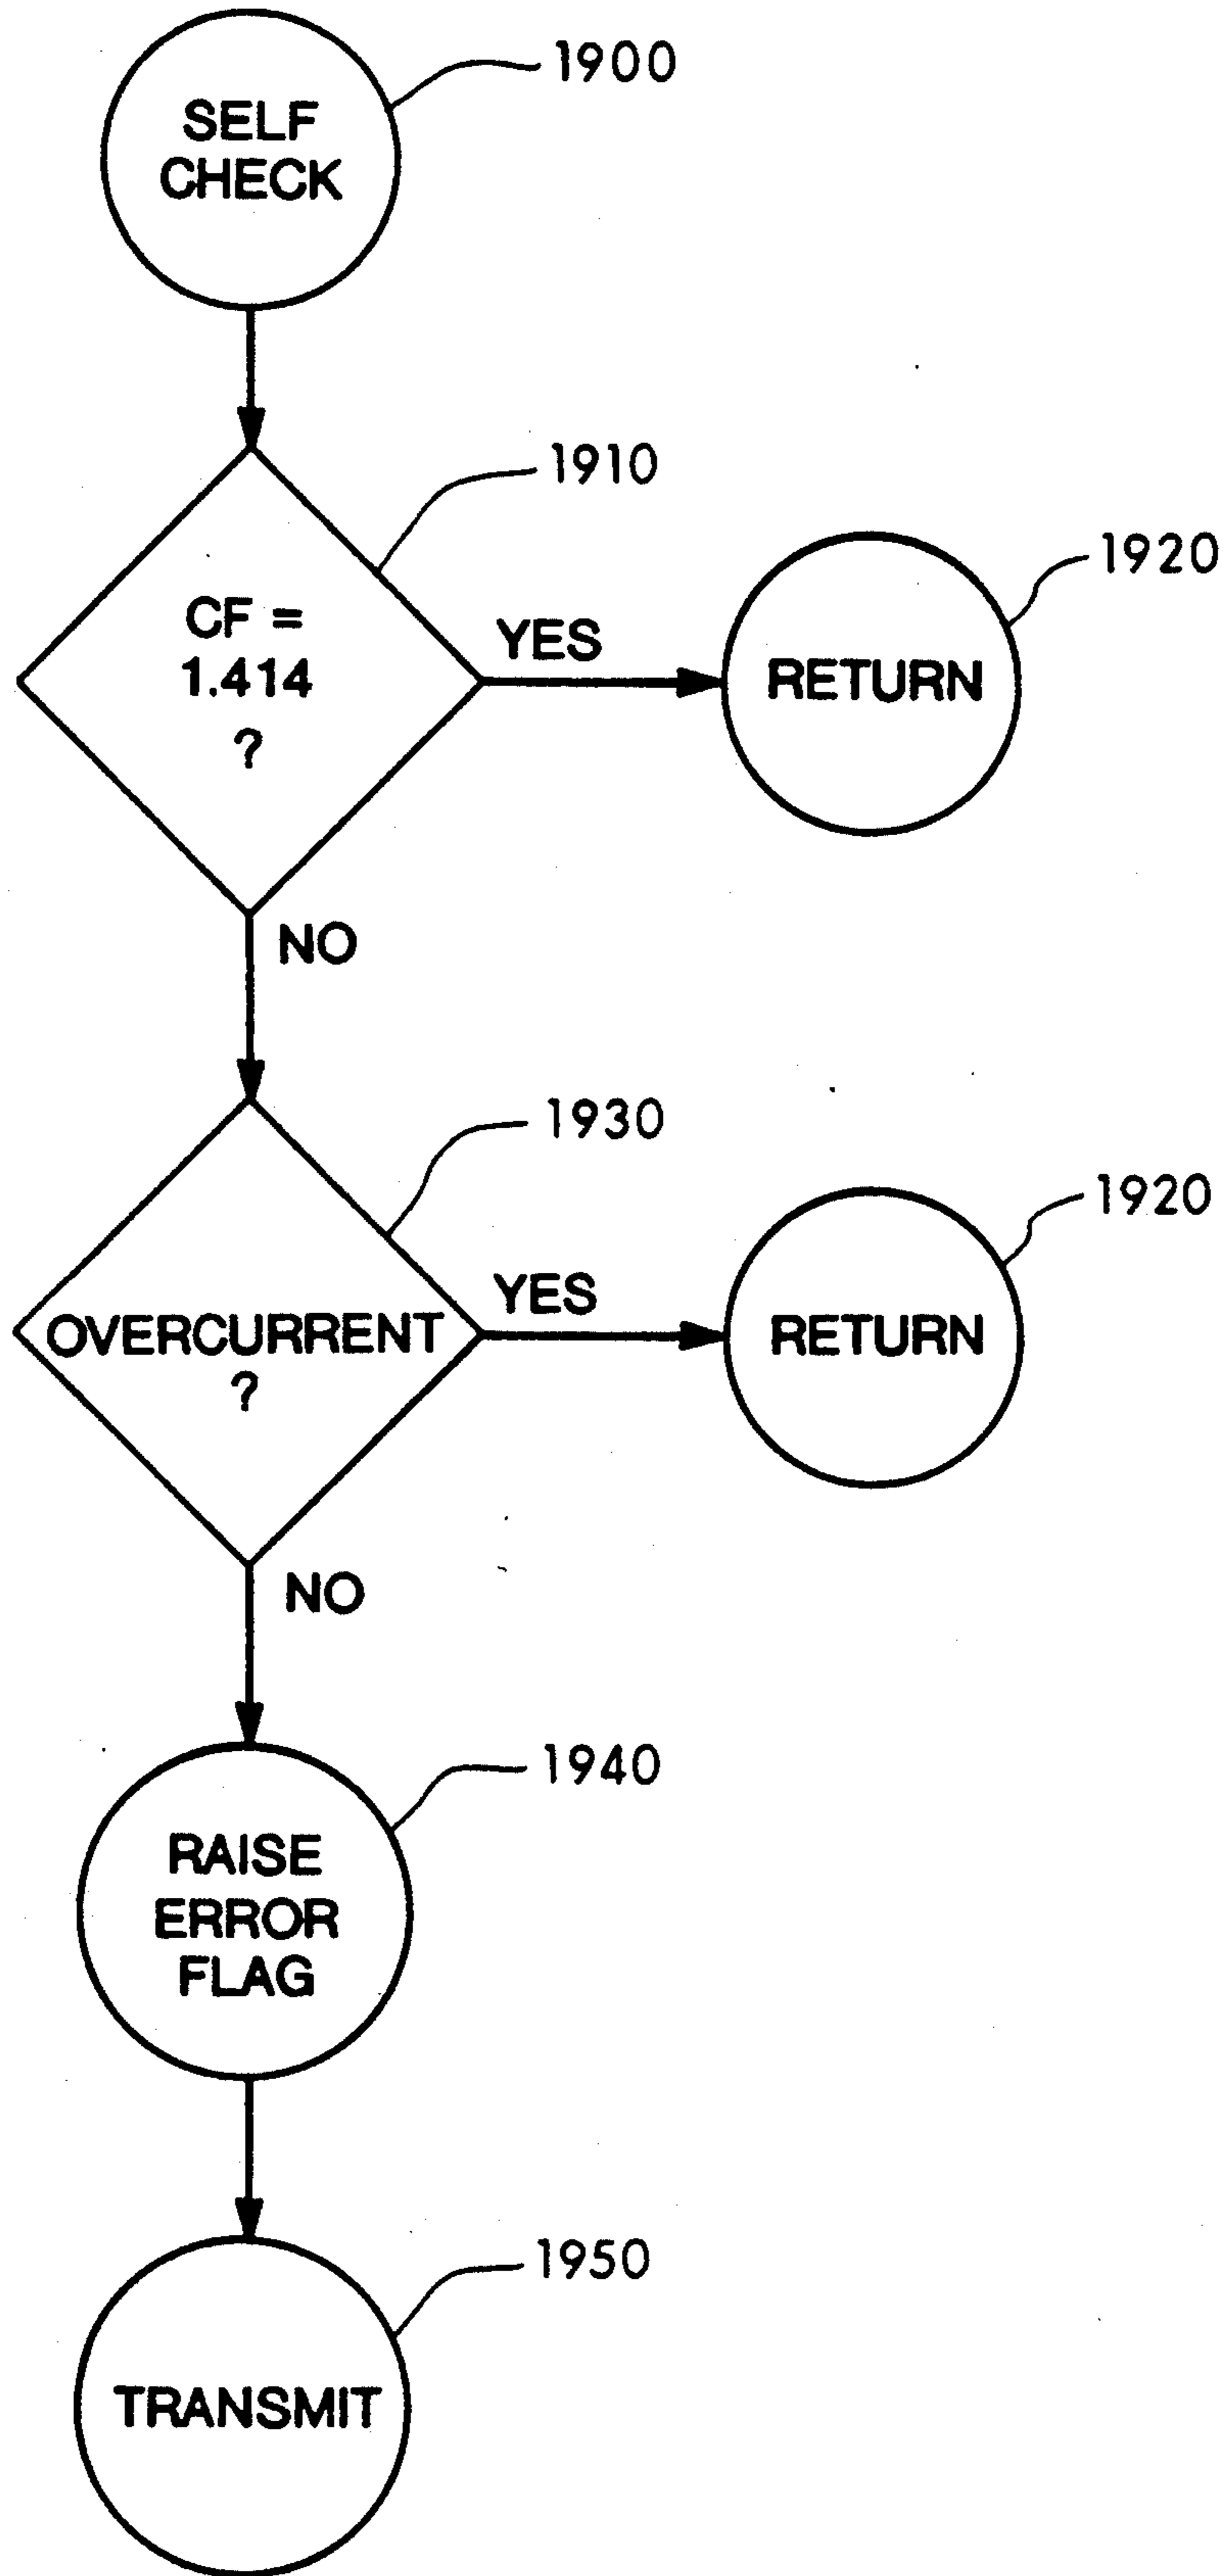 1900
SELF
CHECK
1910
CF =
1.414
?
YES
1920
RETURN
NO
1930
OVERCURRENT
?
YES
1920
RETURN
NO
1940
RAISE
ERROR
FLAG
1950
TRANSMIT